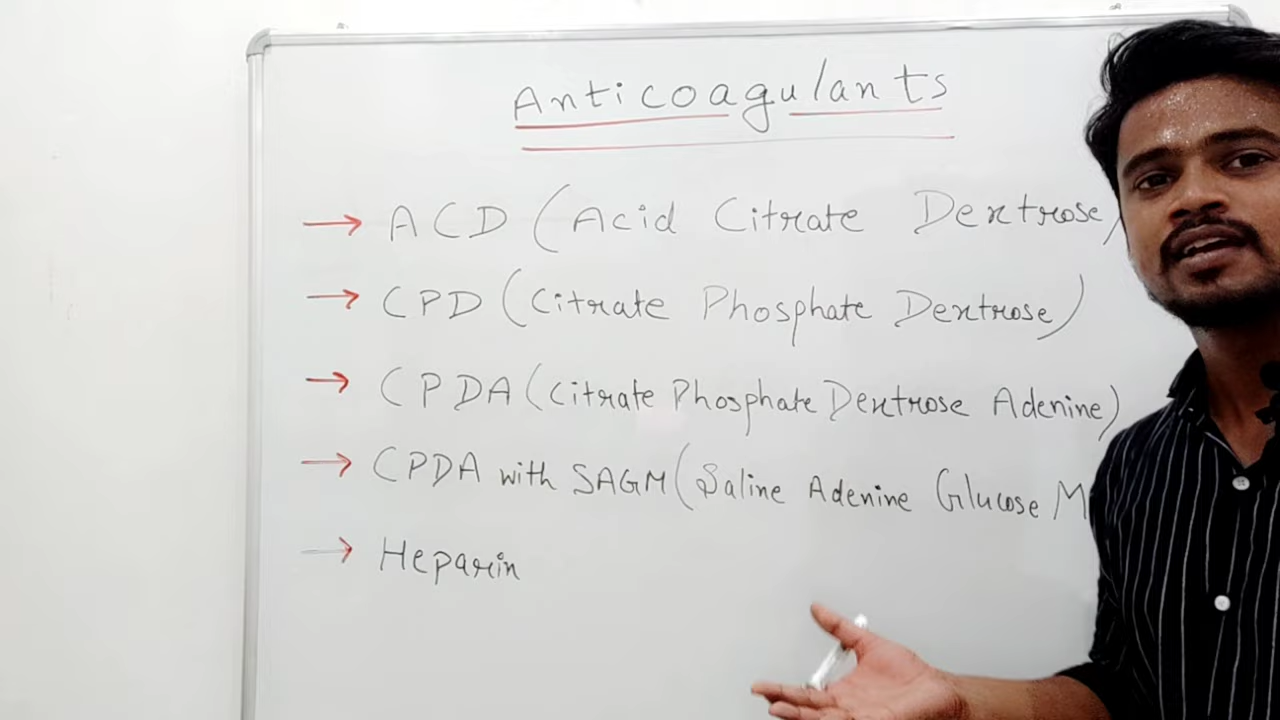 Anticoagulants
→ ACD (Acid Citrate Dextrose)
→ CPD (Citrate Phosphate Dextrose)
→ CPDA (Citrate Phosphate Dextrose Adenine)
→ CPDA with SAGM (Saline Adenine Glucose M
→ Heparin